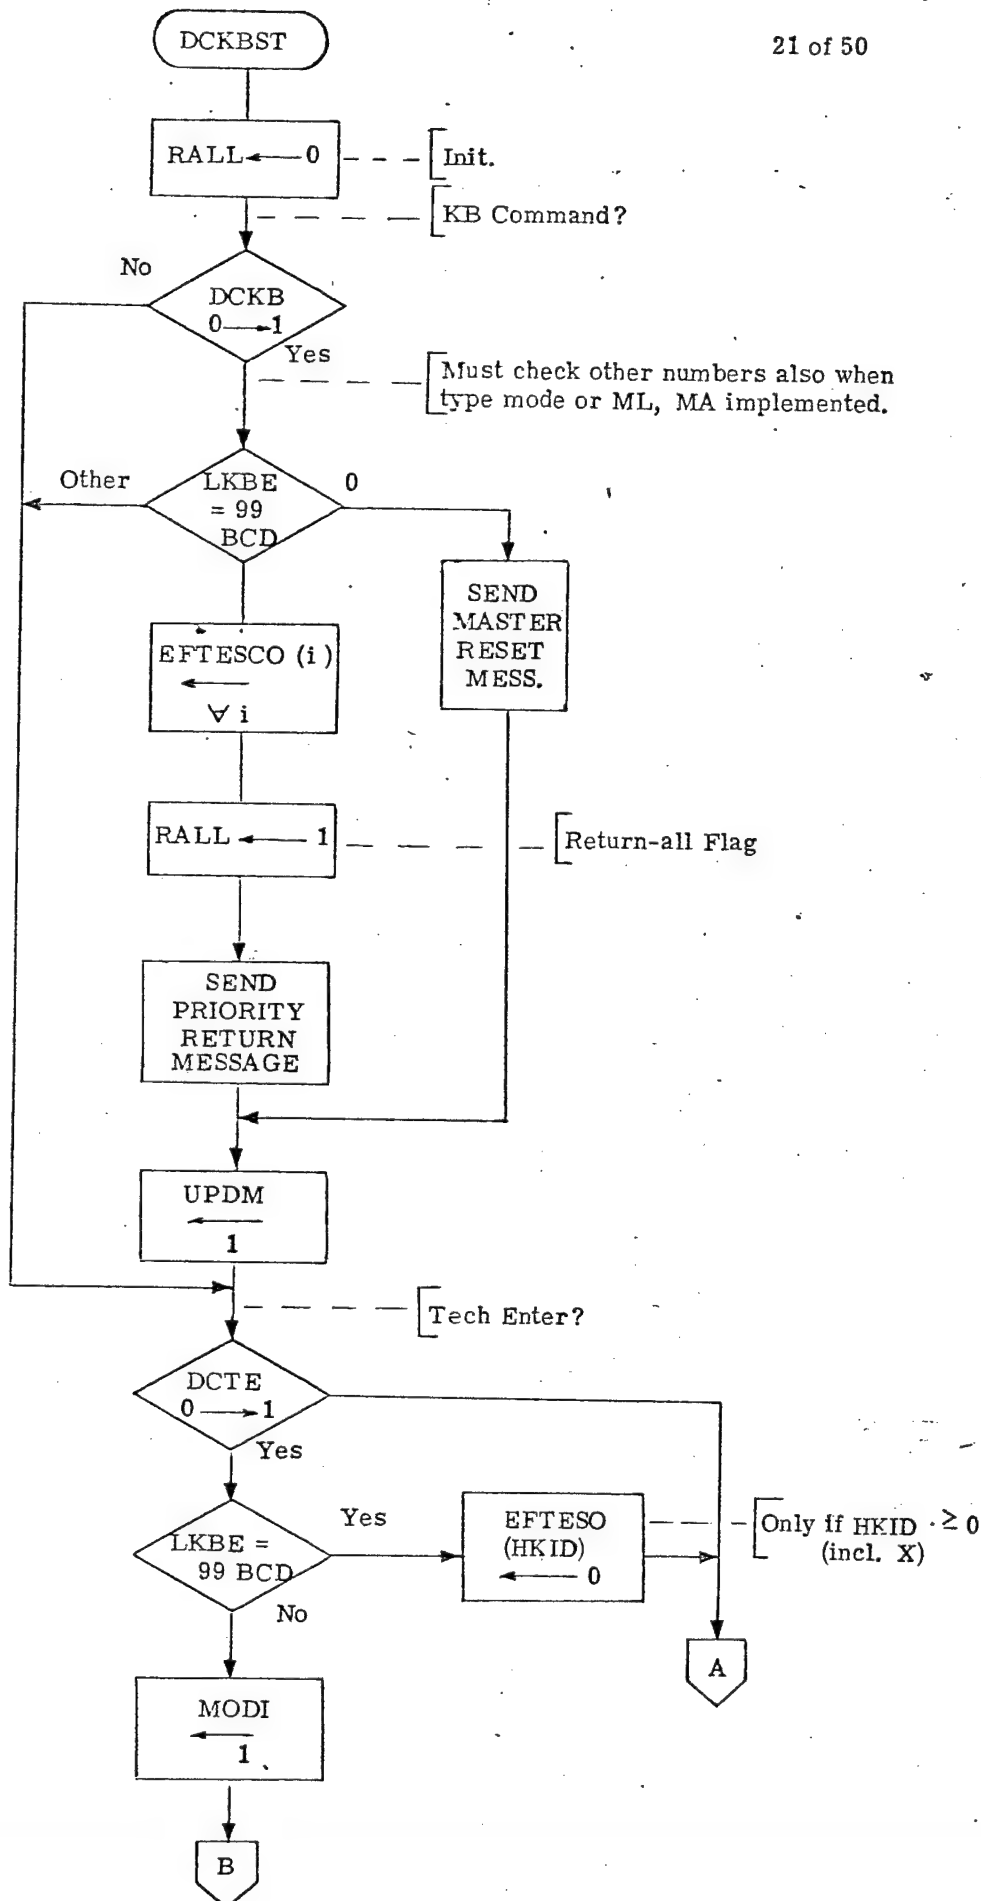 DCKBST
21 of 50
RALL ← 0
Init.
KB Command?
No
DCKB
0 → 1
Yes
Must check other numbers also when
type mode or ML, MA implemented.
Other
LKBE
= 99
BCD
0
SEND
MASTER
RESET
MESS.
EFTESCO (i)
←
∀ i
RALL ← 1
Return-all Flag
SEND
PRIORITY
RETURN
MESSAGE
UPDM
←
1
Tech Enter?
DCTE
0 → 1
Yes
LKBE =
99 BCD
Yes
No
EFTESO
(HKID)
← 0
Only if HKID ≥ 0
(incl. X)
A
MODI
←
1
B